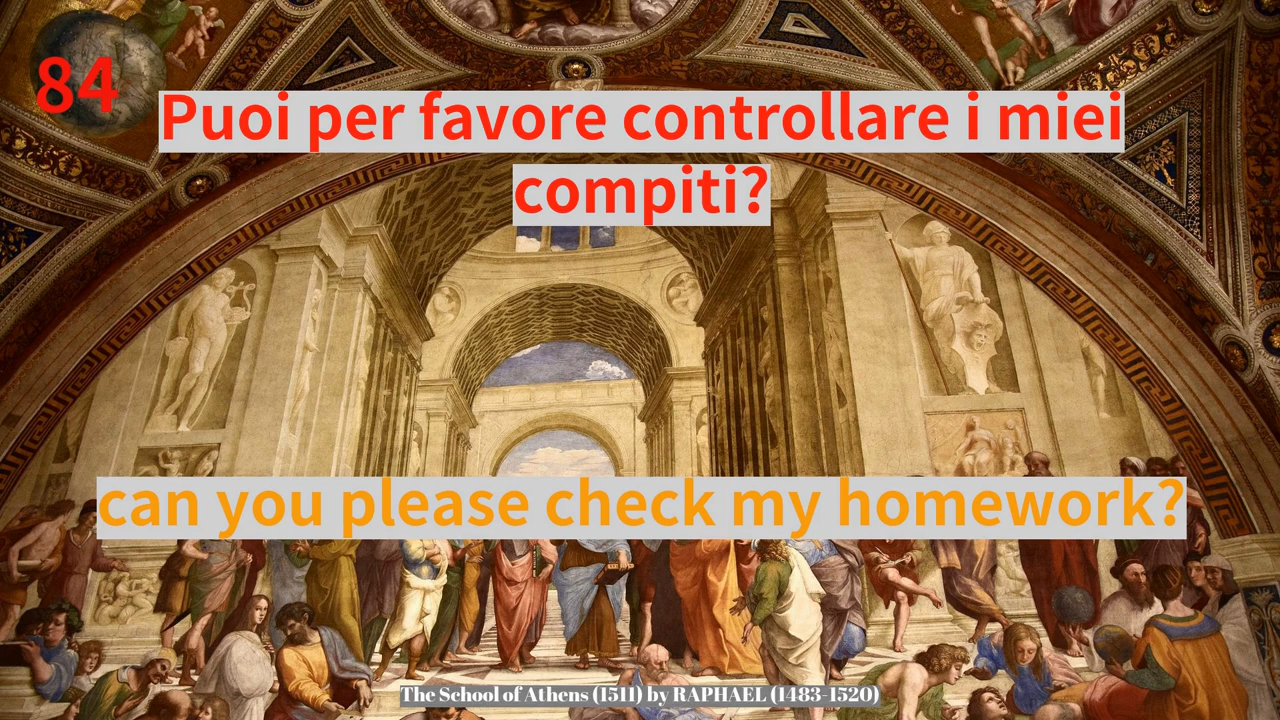 84
Puoi per favore controllare i miei
compiti?
can you please check my homework?
The School of Athens (1511) by RAPHAEL (1483-1520)